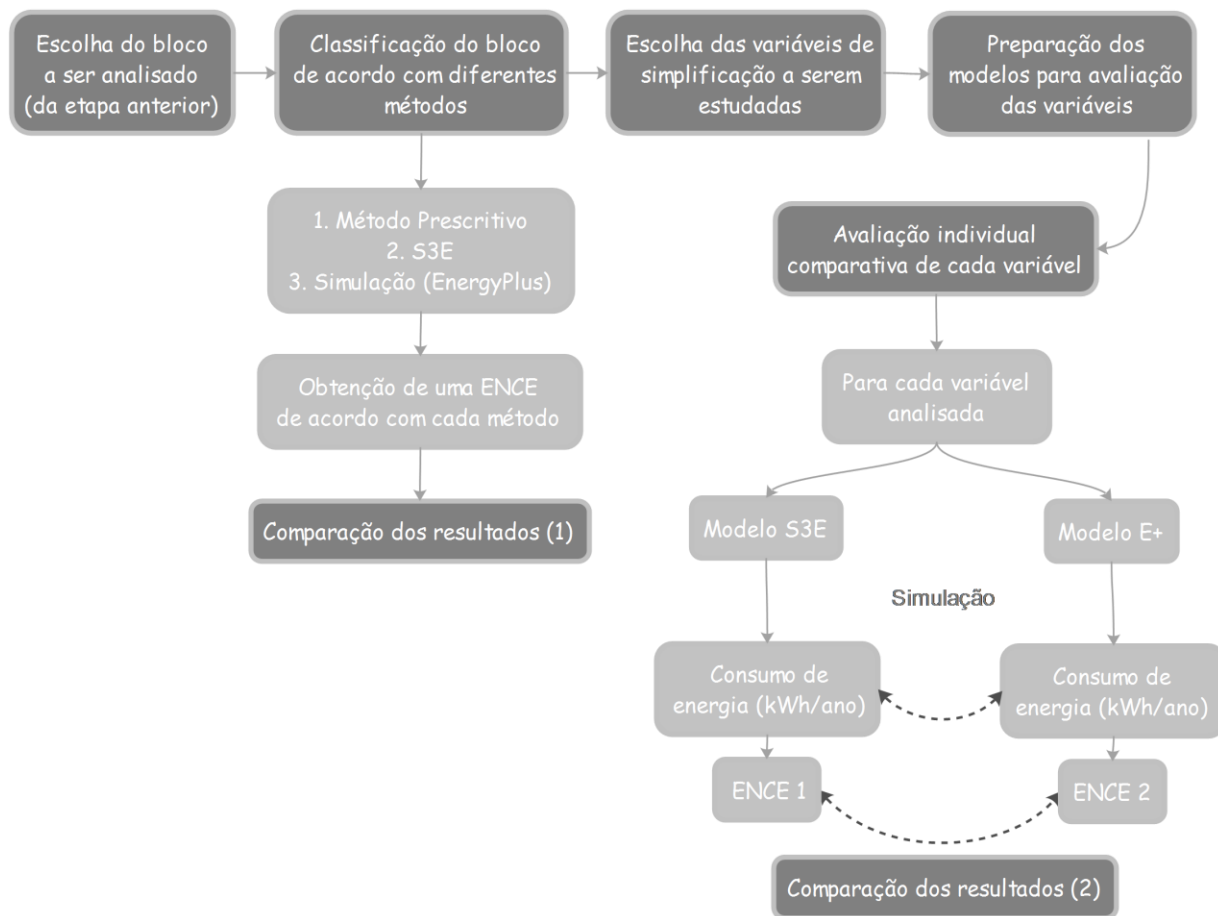 Escolha do bloco
a ser analisado
(da etapa anterior)
Classificação do bloco
de acordo com diferentes
métodos
Escolha das variáveis de
simplificação a serem
estudadas
Preparação dos
modelos para avaliação
das variáveis
1. Método Prescritivo
2. S3E
3. Simulação (EnergyPlus)
Obtenção de uma ENCE
de acordo com cada método
Comparação dos resultados (1)
Avaliação individual
comparativa de cada variável
Para cada variável
analisada
Modelo S3E
Modelo E+
Simulação
Consumo de
energia (kWh/ano)
Consumo de
energia (kWh/ano)
ENCE 1
ENCE 2
Comparação dos resultados (2)